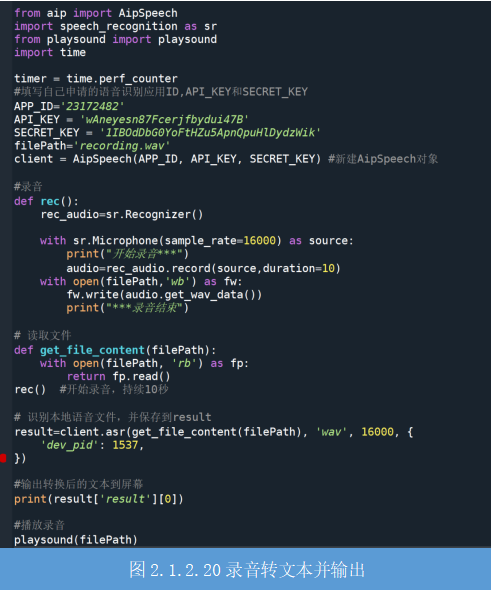 from aip import AipSpeech
import speech_recognition as sr
from playsound import playsound
import time
timer = time.perf_counter
#填写自己申请的语音识别应用ID,API_KEY和SECRET_KEY
APP_ID='23172482'
API_KEY = 'wAneyesn87Fcerjfbydui47B'
SECRET_KEY = '1IBOdDbG0YoFtHZu5ApnQpuHlDydzWik'
filePath='recording.wav'
client = AipSpeech(APP_ID, API_KEY, SECRET_KEY) #新建AipSpeech对象
#录音
def rec():
    rec_audio=sr.Recognizer()
    with sr.Microphone(sample_rate=16000) as source:
        print("开始录音***")
        audio=rec_audio.record(source,duration=10)
    with open(filePath,'wb') as fw:
        fw.write(audio.get_wav_data())
        print("***录音结束")
# 读取文件
def get_file_content(filePath):
    with open(filePath, 'rb') as fp:
        return fp.read()
rec()  #开始录音，持续10秒
# 识别本地语音文件，并保存到result
result=client.asr(get_file_content(filePath), 'wav', 16000, {
    'dev_pid': 1537,
})
#输出转换后的文本到屏幕
print(result['result'][0])
#播放录音
playsound(filePath)
图 2.1.2.20 录音转文本并输出